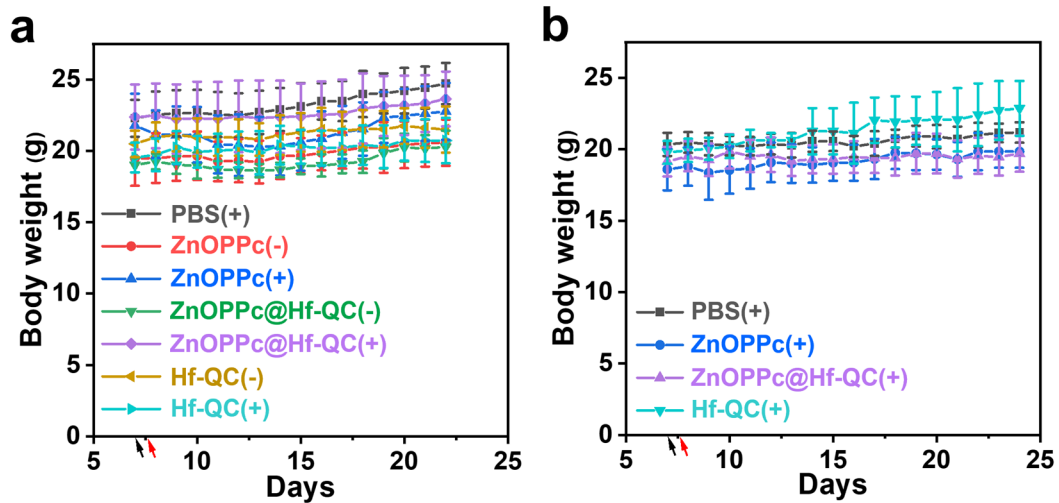 a
Body weight (g)
25
20
15
10
5
0
PBS(+)
ZnOPPc(-)
ZnOPPc(+)
ZnOPPc@Hf-QC(-)
ZnOPPc@Hf-QC(+)
Hf-QC(-)
Hf-QC(+)
5 10 15 20 25
Days
b
Body weight (g)
25
20
15
10
5
0
PBS(+)
ZnOPPc(+)
ZnOPPc@Hf-QC(+)
Hf-QC(+)
5 10 15 20 25
Days